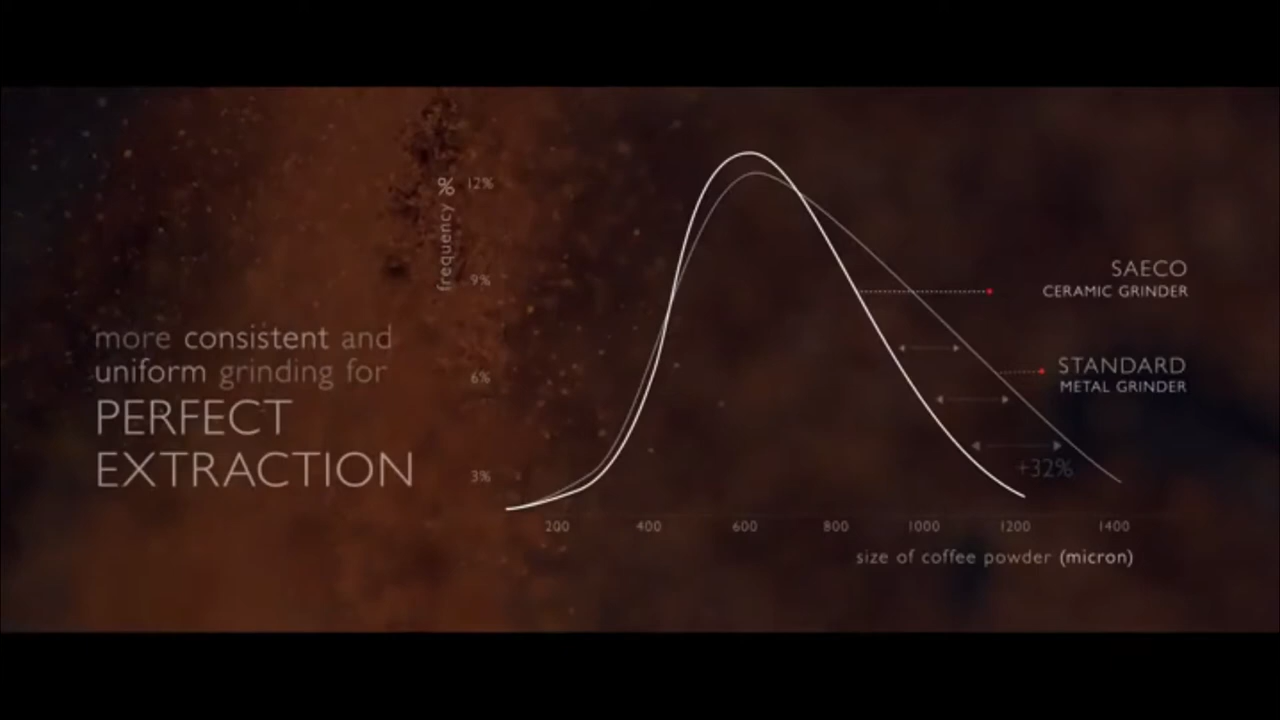 more consistent and
uniform grinding for
PERFECT
EXTRACTION
frequency %
12%
9%
6%
3%
SAECO
CERAMIC GRINDER
STANDARD
METAL GRINDER
+32%
200 400 600 800 1000 1200 1400
size of coffee powder (micron)